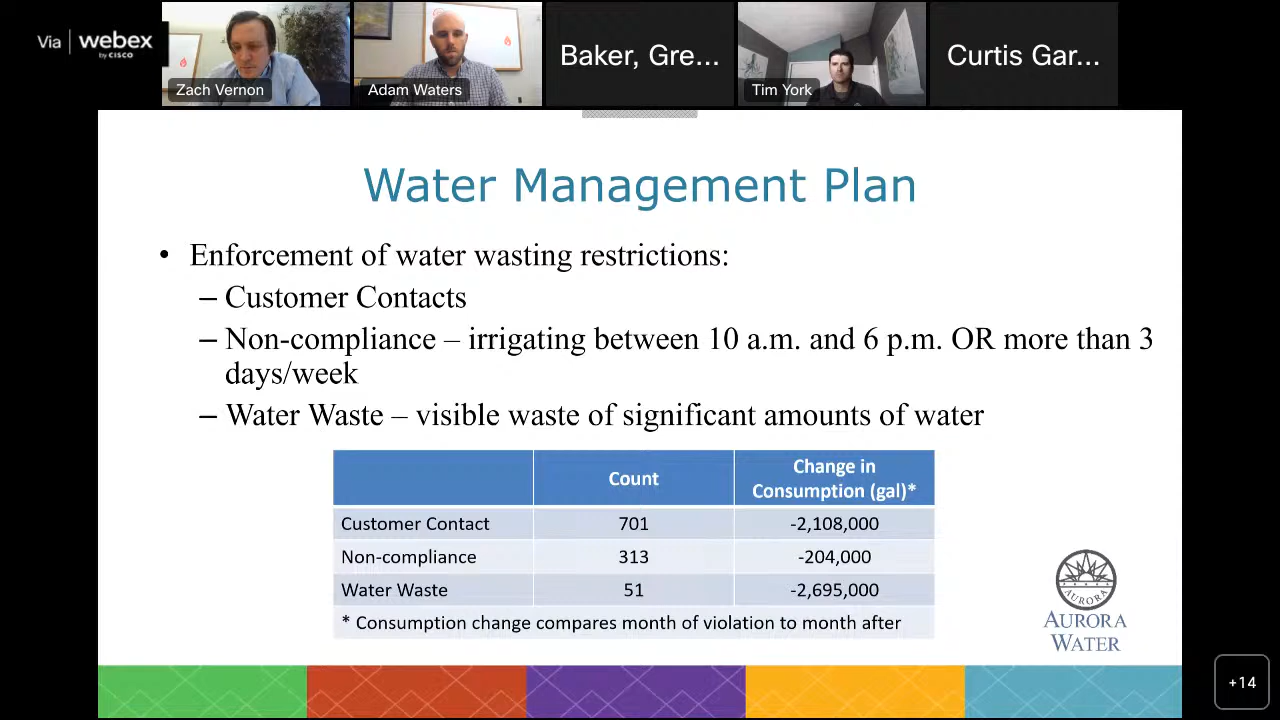 Via | webex
by CISCO
Zach Vernon
Adam Waters
Baker, Gre...
Tim York
Curtis Gar...
Water Management Plan
• Enforcement of water wasting restrictions:
– Customer Contacts
– Non-compliance – irrigating between 10 a.m. and 6 p.m. OR more than 3
days/week
– Water Waste – visible waste of significant amounts of water
Count
Change in
Consumption (gal)*
Customer Contact 701 -2,108,000
Non-compliance 313 -204,000
Water Waste 51 -2,695,000
* Consumption change compares month of violation to month after
AURORA
AURORA
WATER
+14